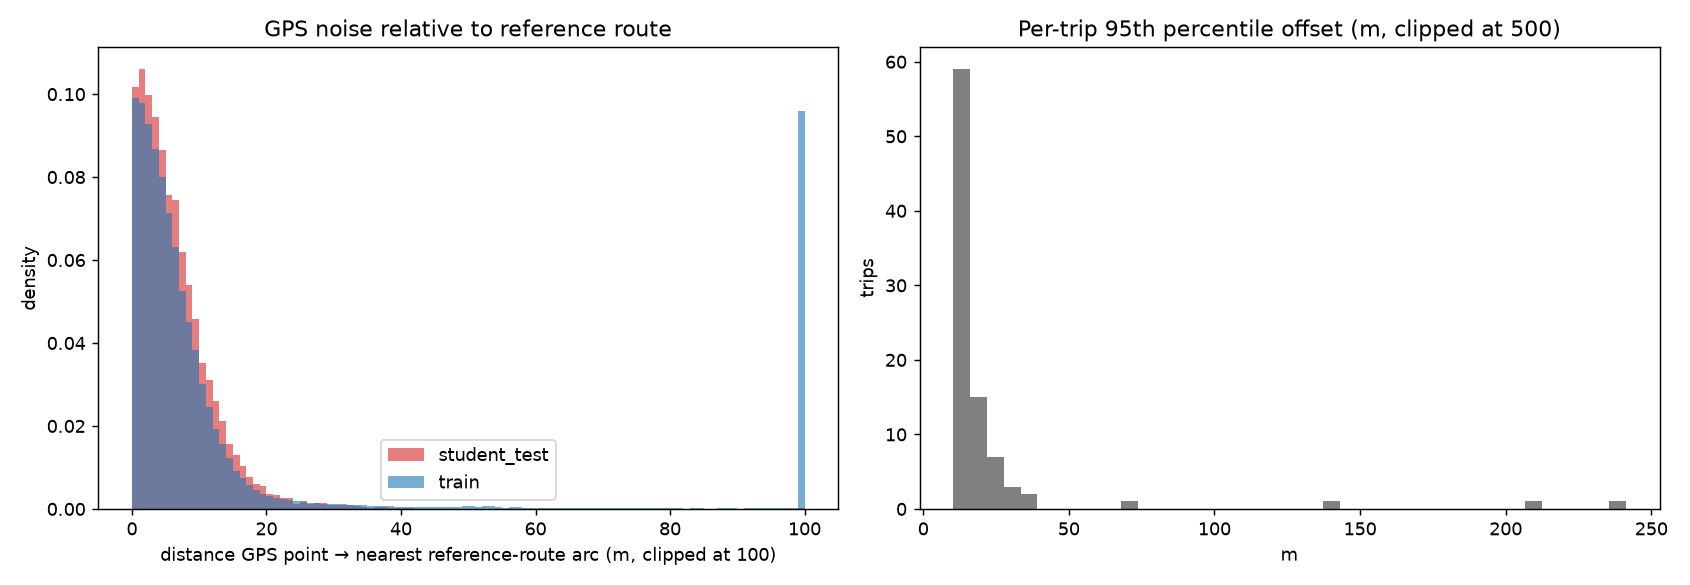 GPS noise relative to reference route
density
0.10
0.08
0.06
0.04
0.02
0.00
student_test
train
0 20 40 60 80 100
distance GPS point → nearest reference-route arc (m, clipped at 100)
Per-trip 95th percentile offset (m, clipped at 500)
trips
60
50
40
30
20
10
0
0 50 100 150 200 250
m